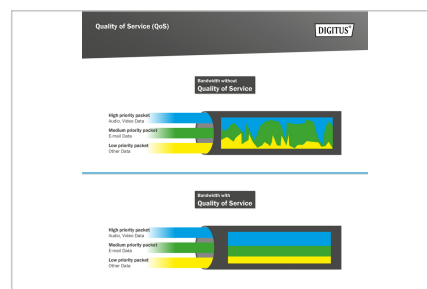 Quality of Service (QoS)
DIGITUS®
Bandwidth without
Quality of Service
High priority packet
Audio, Video Data
Medium priority packet
E-mail Data
Low priority packet
Other Data
Bandwidth with
Quality of Service
High priority packet
Audio, Video Data
Medium priority packet
E-mail Data
Low priority packet
Other Data